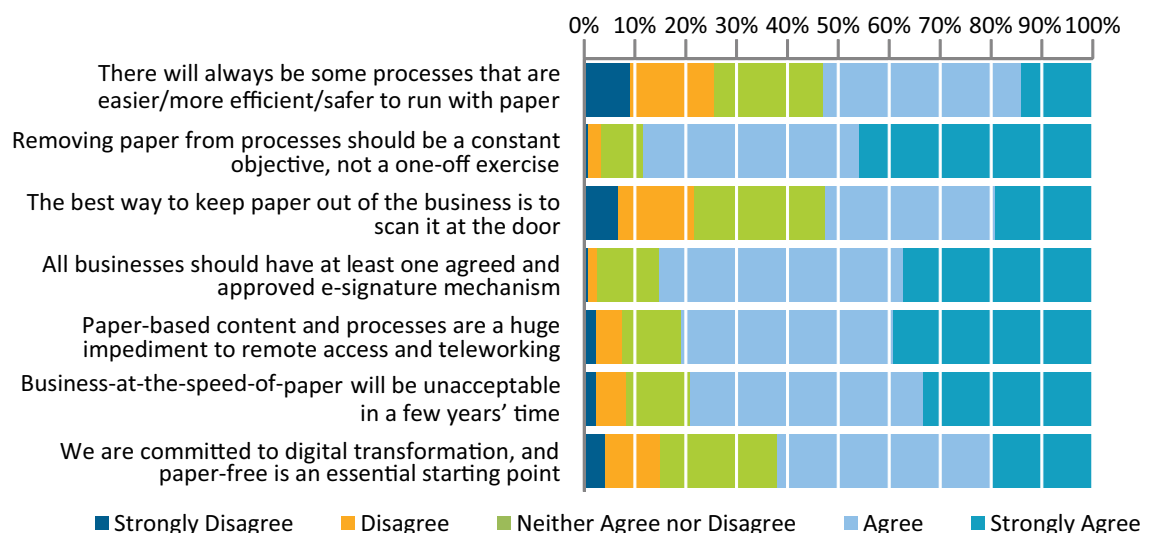 0% 10% 20% 30% 40% 50% 60% 70% 80% 90% 100%
There will always be some processes that are
easier/more efficient/safer to run with paper
Removing paper from processes should be a constant
objective, not a one-off exercise
The best way to keep paper out of the business is to
scan it at the door
All businesses should have at least one agreed and
approved e-signature mechanism
Paper-based content and processes are a huge
impediment to remote access and teleworking
Business-at-the-speed-of-paper will be unacceptable
in a few years’ time
We are committed to digital transformation, and
paper-free is an essential starting point
Strongly Disagree Disagree Neither Agree nor Disagree Agree Strongly Agree